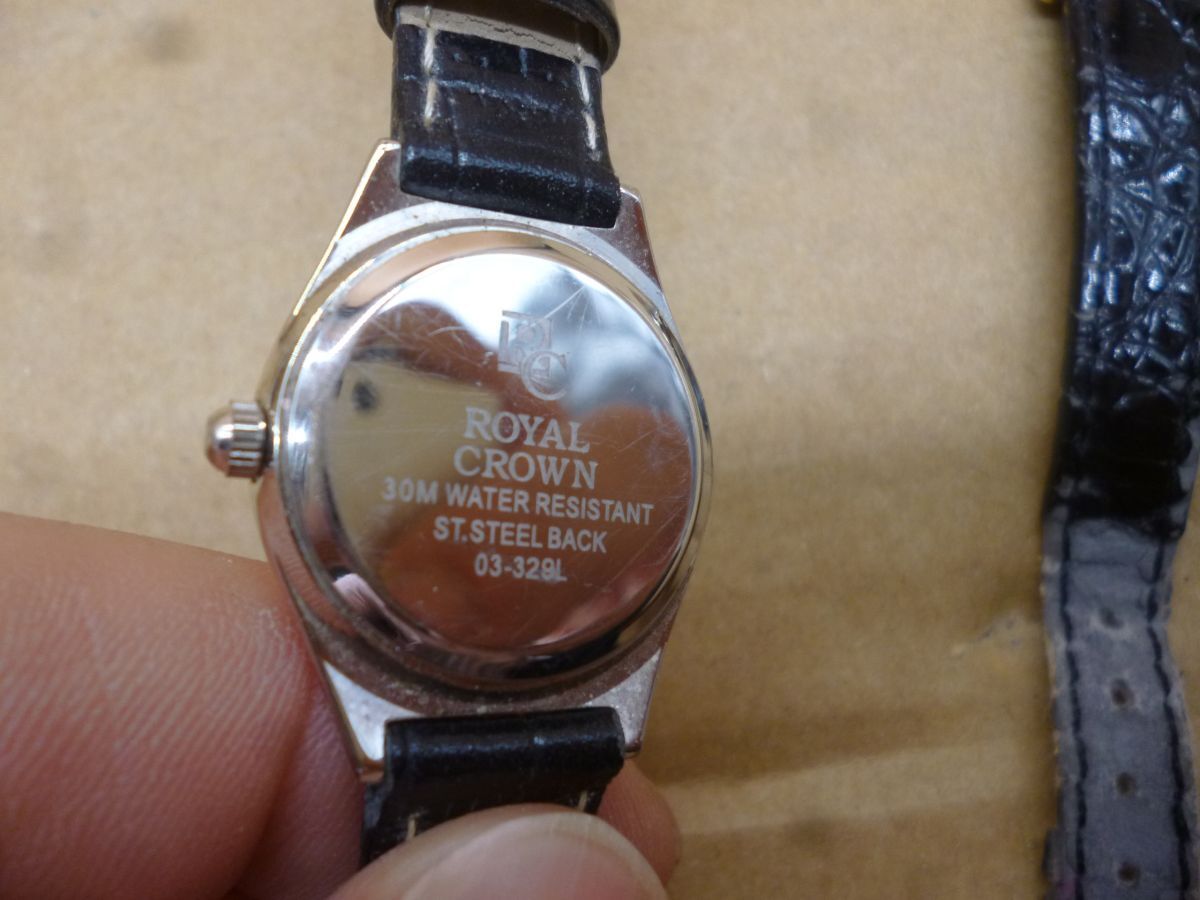 RC
ROYAL
CROWN
30M WATER RESISTANT
ST.STEEL BACK
03-329L